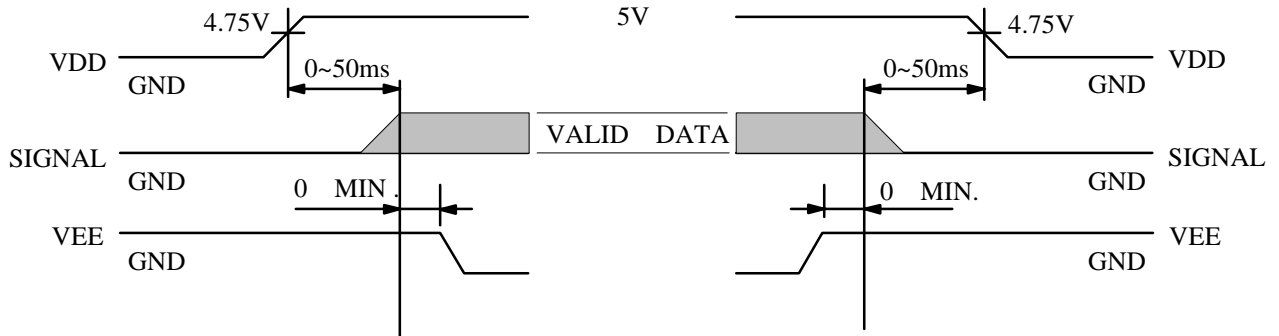 4.75V 5V 4.75V
VDD VDD
GND 0~50ms 0~50ms GND
VALID DATA
SIGNAL SIGNAL
GND GND
0 MIN . 0 MIN.
VEE VEE
GND GND